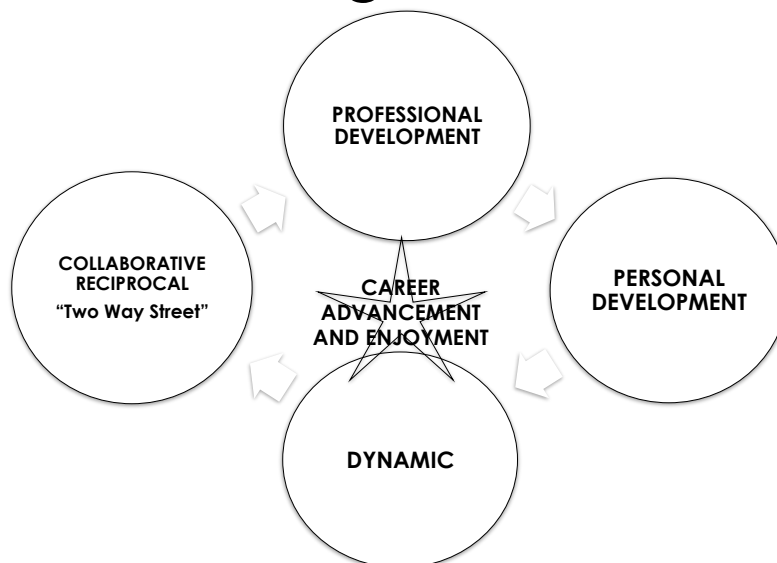 PROFESSIONAL
DEVELOPMENT
COLLABORATIVE
RECIPROCAL
“Two Way Street”
CAREER
ADVANCEMENT
AND ENJOYMENT
PERSONAL
DEVELOPMENT
DYNAMIC